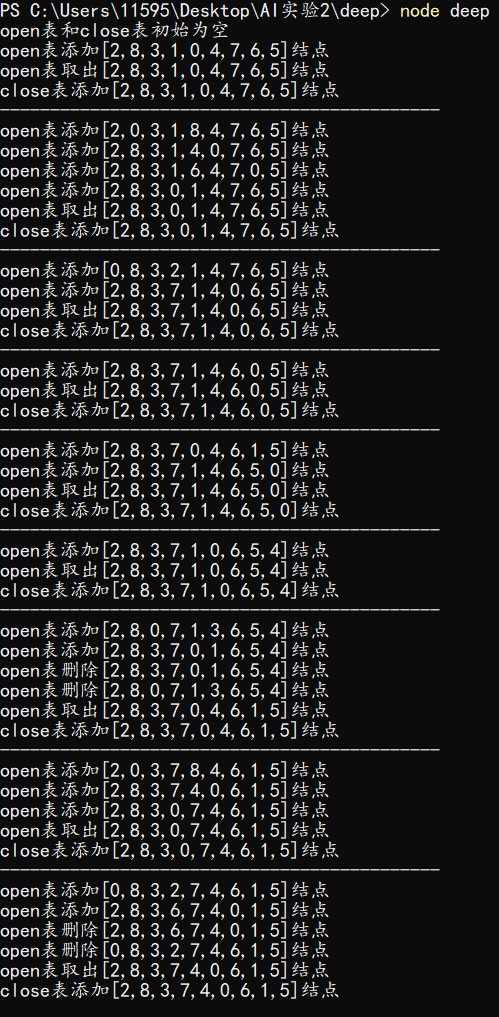 PS C:\Users\11595\Desktop\AI实验2\deep> node deep
open表和close表初始为空
open表添加[2,8,3,1,0,4,7,6,5]结点
open表取出[2,8,3,1,0,4,7,6,5]结点
close表添加[2,8,3,1,0,4,7,6,5]结点
--------------------------------------------
open表添加[2,0,3,1,8,4,7,6,5]结点
open表添加[2,8,3,1,4,0,7,6,5]结点
open表添加[2,8,3,1,6,4,7,0,5]结点
open表添加[2,8,3,0,1,4,7,6,5]结点
open表取出[2,8,3,0,1,4,7,6,5]结点
close表添加[2,8,3,0,1,4,7,6,5]结点
--------------------------------------------
open表添加[0,8,3,2,1,4,7,6,5]结点
open表添加[2,8,3,7,1,4,0,6,5]结点
open表取出[2,8,3,7,1,4,0,6,5]结点
close表添加[2,8,3,7,1,4,0,6,5]结点
--------------------------------------------
open表添加[2,8,3,7,1,4,6,0,5]结点
open表取出[2,8,3,7,1,4,6,0,5]结点
close表添加[2,8,3,7,1,4,6,0,5]结点
--------------------------------------------
open表添加[2,8,3,7,0,4,6,1,5]结点
open表添加[2,8,3,7,1,4,6,5,0]结点
open表取出[2,8,3,7,1,4,6,5,0]结点
close表添加[2,8,3,7,1,4,6,5,0]结点
--------------------------------------------
open表添加[2,8,3,7,1,0,6,5,4]结点
open表取出[2,8,3,7,1,0,6,5,4]结点
close表添加[2,8,3,7,1,0,6,5,4]结点
--------------------------------------------
open表添加[2,8,0,7,1,3,6,5,4]结点
open表添加[2,8,3,7,0,1,6,5,4]结点
open表删除[2,8,3,7,0,1,6,5,4]结点
open表删除[2,8,0,7,1,3,6,5,4]结点
open表取出[2,8,3,7,0,4,6,1,5]结点
close表添加[2,8,3,7,0,4,6,1,5]结点
--------------------------------------------
open表添加[2,0,3,7,8,4,6,1,5]结点
open表添加[2,8,3,7,4,0,6,1,5]结点
open表添加[2,8,3,0,7,4,6,1,5]结点
open表取出[2,8,3,0,7,4,6,1,5]结点
close表添加[2,8,3,0,7,4,6,1,5]结点
--------------------------------------------
open表添加[0,8,3,2,7,4,6,1,5]结点
open表添加[2,8,3,6,7,4,0,1,5]结点
open表删除[2,8,3,6,7,4,0,1,5]结点
open表删除[0,8,3,2,7,4,6,1,5]结点
open表取出[2,8,3,7,4,0,6,1,5]结点
close表添加[2,8,3,7,4,0,6,1,5]结点